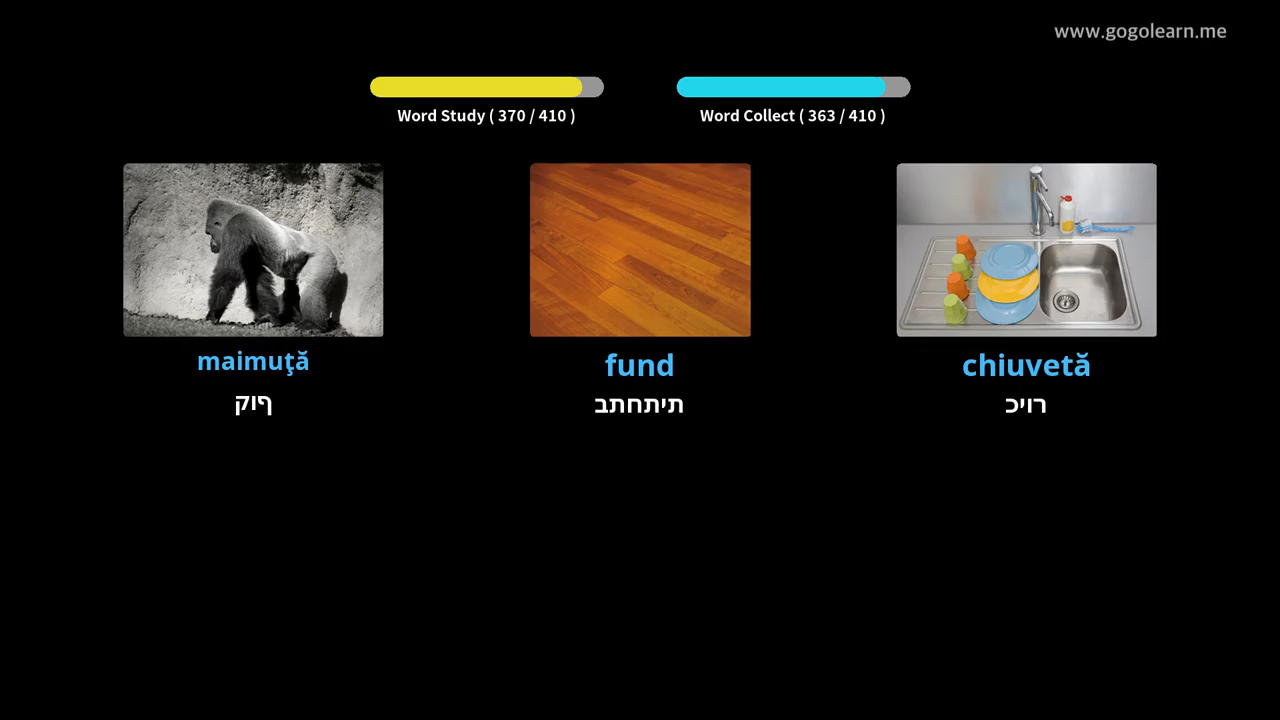 www.gogolearn.me
Word Study ( 370 / 410 )
Word Collect ( 363 / 410 )
maimuţă
ףוק
fund
תיתחתב
chiuvetă
רויכ